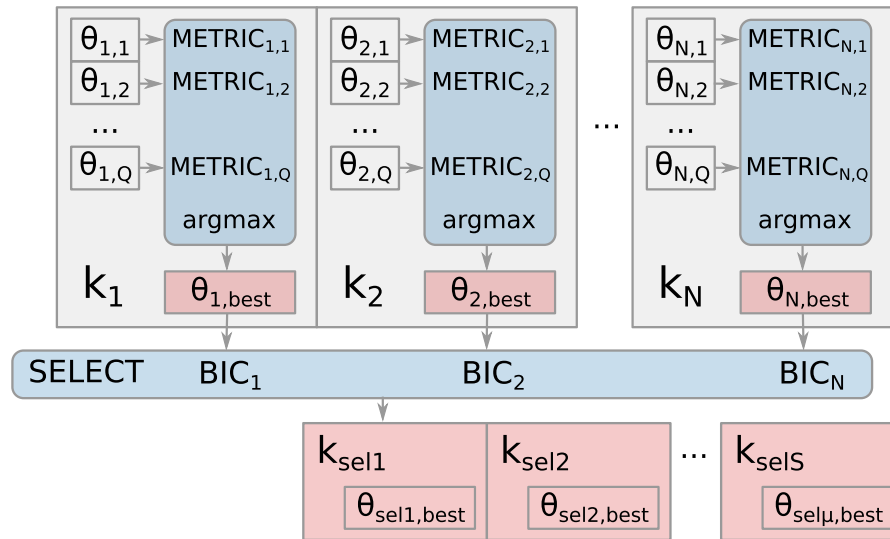 θ1,1 METRIC1,1 θ2,1 METRIC2,1 θN,1 METRICN,1
θ1,2 METRIC1,2 θ2,2 METRIC2,2 θN,2 METRICN,2
... ... ... ...
θ1,Q METRIC1,Q θ2,Q METRIC2,Q θN,Q METRICN,Q
argmax argmax argmax
k1 θ1,best k2 θ2,best kN θN,best
SELECT BIC1 BIC2 BICN
ksel1 ksel2 ... kselS
θsel1,best θsel2,best θselμ,best